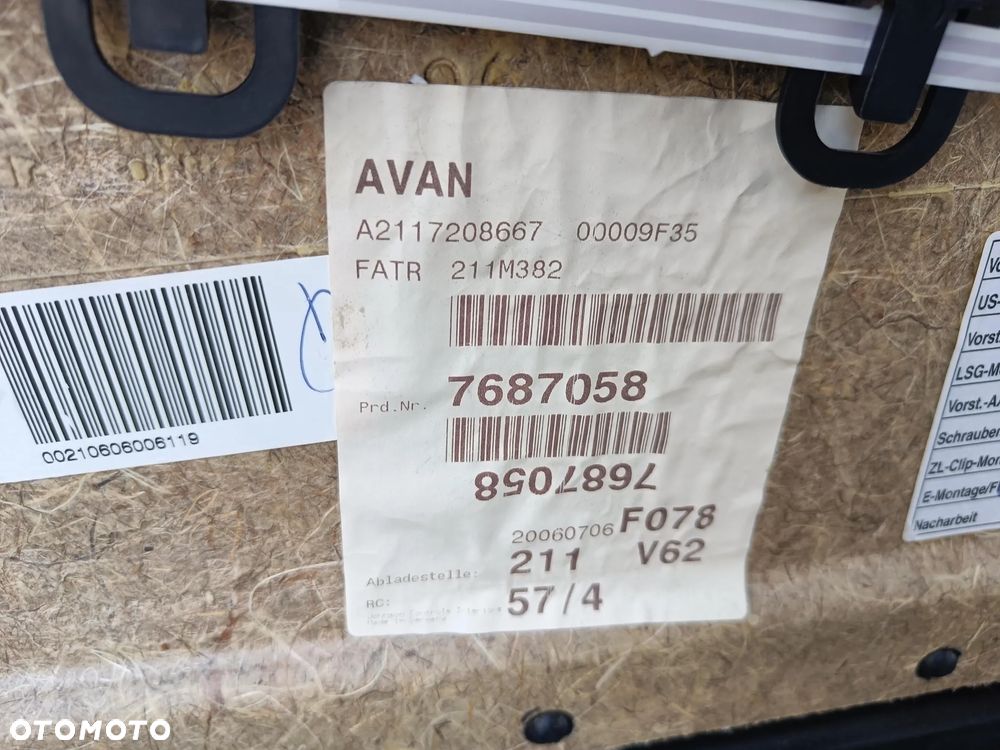 AVAN
A2117208667 00009F35
FATR 211M382
Prd.Nr. 7687058
7687058
20060706 F078
211 V62
Abladestelle:
RC: 57/4
00210606006119
US-
Vorst.
LSG-M
Vorst.-A
Schrauben
ZL-Clip-Mon
E-Montage/F
Nacharbeit
OTOMOTO